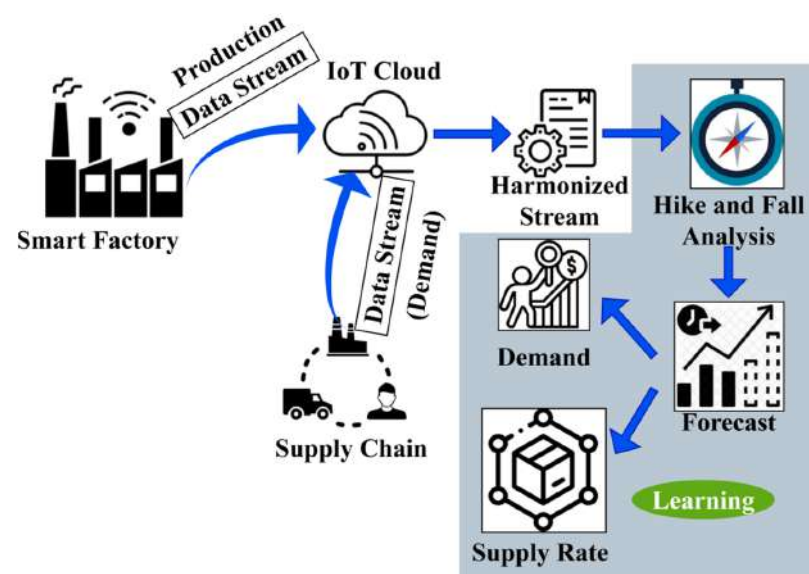 Production
Data Stream
IoT Cloud
Smart Factory
Harmonized
Stream
Hike and Fall
Analysis
Data Stream
(Demand)
Supply Chain
Demand
$
Forecast
Supply Rate
Learning